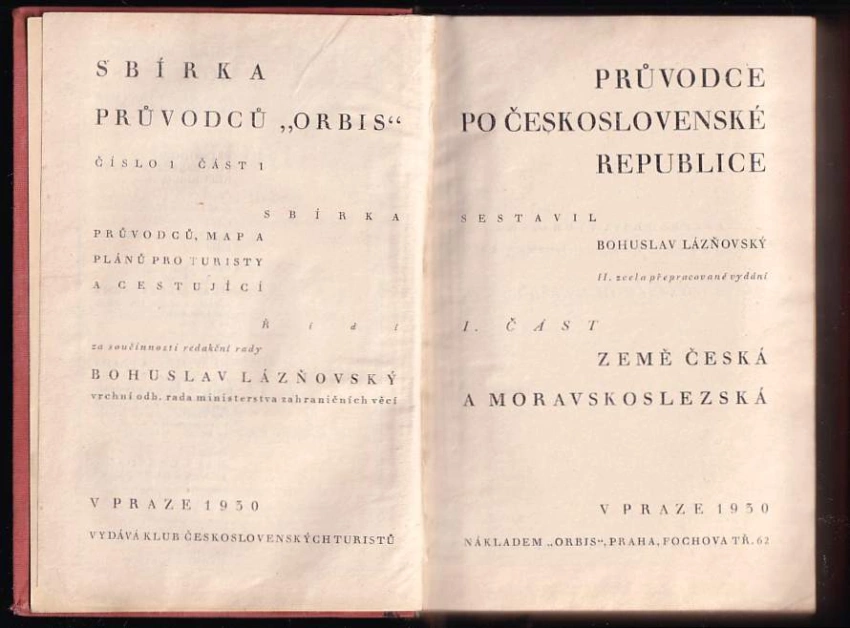 SBÍRKA
PRŮVODCŮ „ORBIS“
ČÍSLO 1 ČÁST 1
SBÍRKA
PRŮVODCŮ, MAP A
PLÁNŮ PRO TURISTY
A CESTUJÍCÍ
Řídí
za součinnosti redakční rady
BOHUSLAV LÁZŇOVSKÝ
vrchní odb. rada ministerstva zahraničních věcí
V PRAZE 1930
VYDÁVÁ KLUB ČESKOSLOVENSKÝCH TURISTŮ
PRŮVODCE
PO ČESKOSLOVENSKÉ
REPUBLICE
SESTAVIL
BOHUSLAV LÁZŇOVSKÝ
II. zcela přepracované vydání
I. ČÁST
ZEMĚ ČESKÁ
A MORAVSKOSLEZSKÁ
V PRAZE 1930
NÁKLADEM „ORBIS“, PRAHA, FOCHOVA TŘ. 62